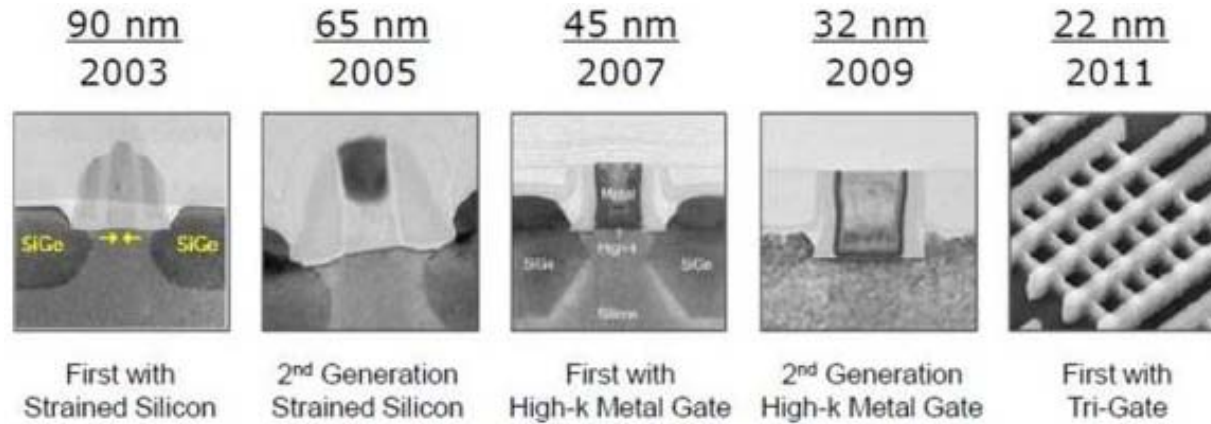 90 nm
2003
65 nm
2005
45 nm
2007
32 nm
2009
22 nm
2011
SiGe
SiGe
Metal
High-k
SiGe
SiGe
Silicon
First with
Strained Silicon
2nd Generation
Strained Silicon
First with
High-k Metal Gate
2nd Generation
High-k Metal Gate
First with
Tri-Gate